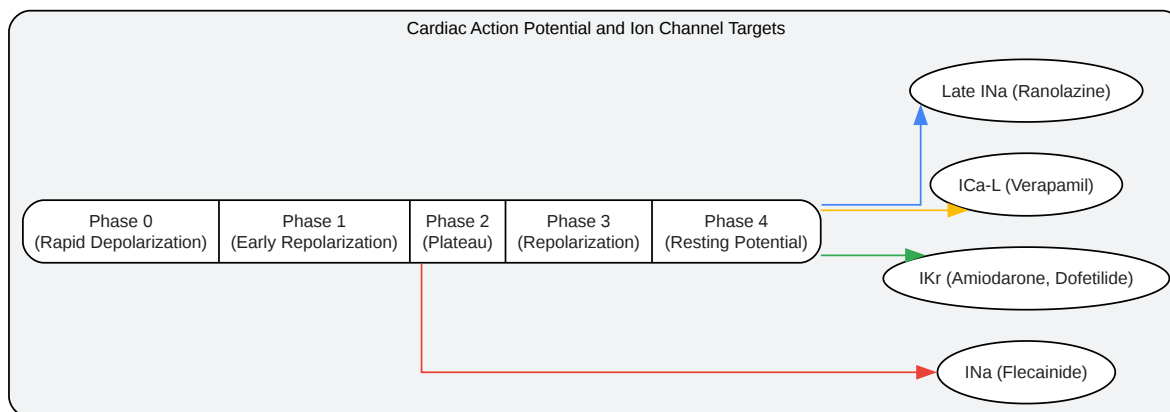 Cardiac Action Potential and Ion Channel Targets
Late INa (Ranolazine)
ICa-L (Verapamil)
Phase 0
(Rapid Depolarization)
Phase 1
(Early Repolarization)
Phase 2
(Plateau)
Phase 3
(Repolarization)
Phase 4
(Resting Potential)
IKr (Amiodarone, Dofetilide)
INa (Flecainide)